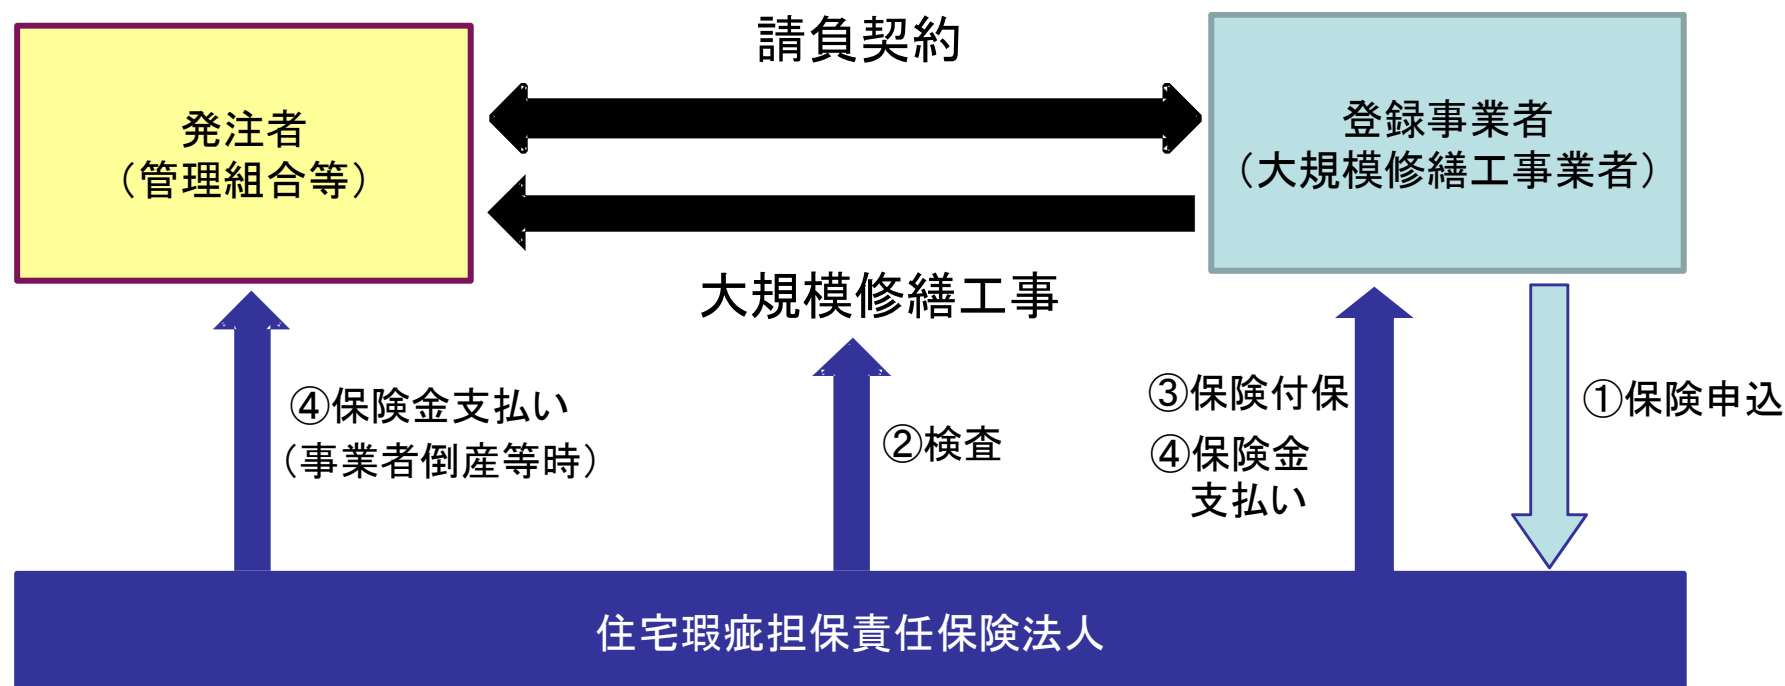 請負契約
発注者
（管理組合等）
登録事業者
（大規模修繕工事業者）
大規模修繕工事
④保険金支払い
（事業者倒産等時）
②検査
③保険付保
④保険金
支払い
①保険申込
住宅瑕疵担保責任保険法人